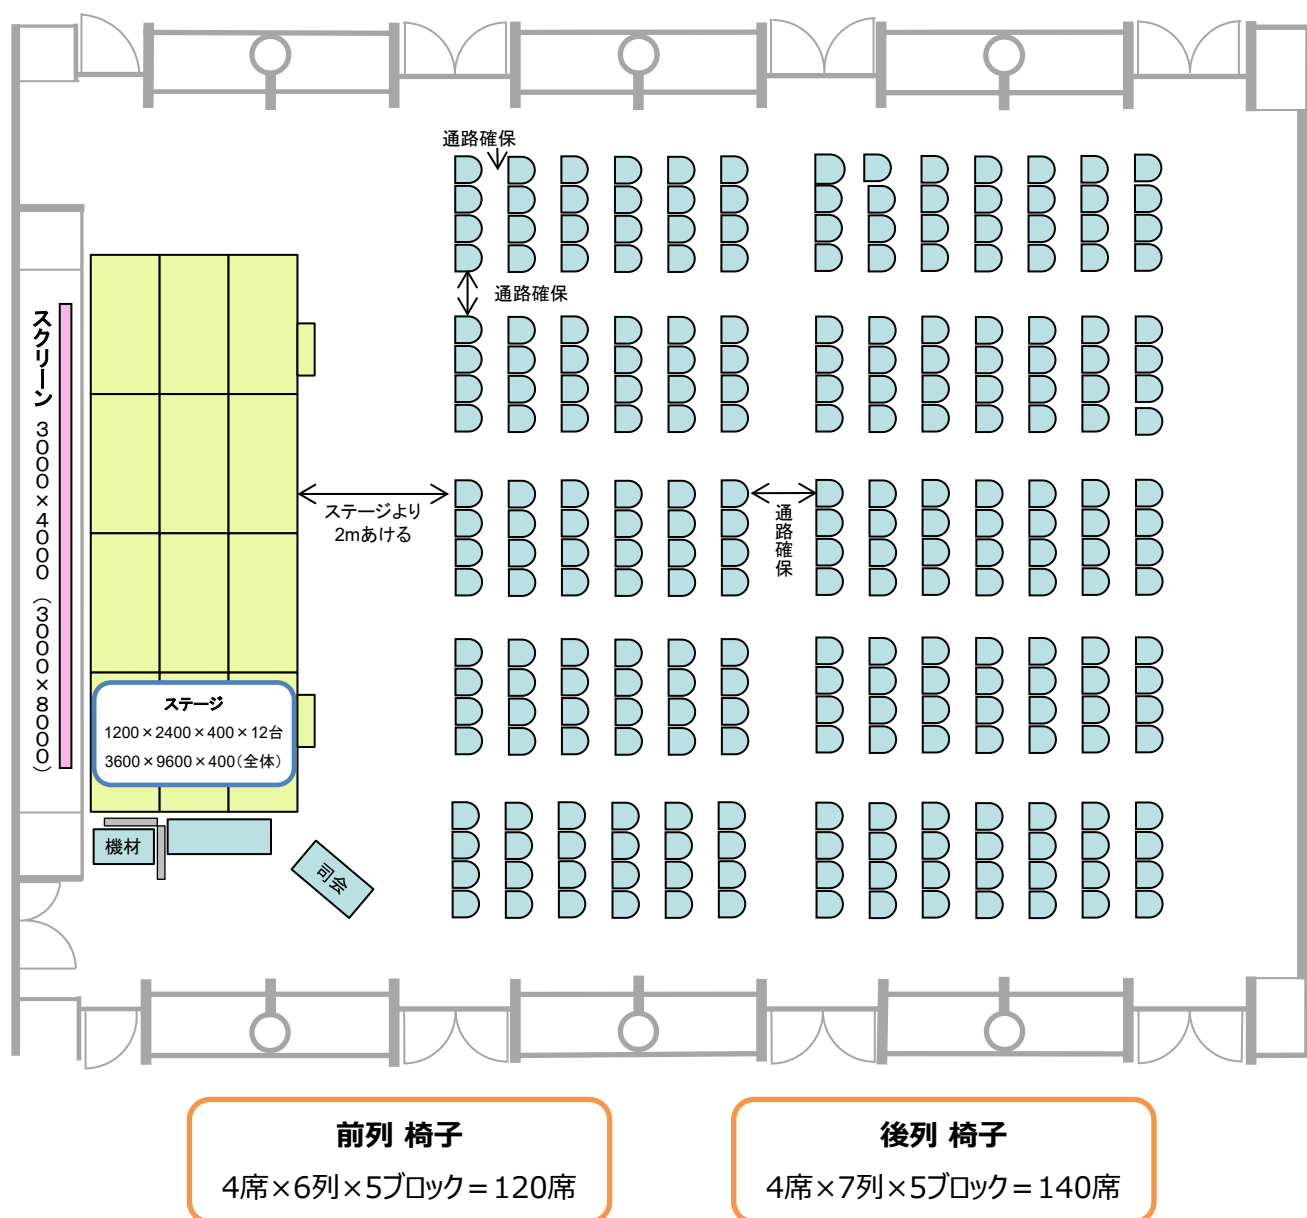 通路確保
通路確保
スクリーン 3000×4000（3000×8000）
ステージより
2mあける
通路確保
ステージ
1200×2400×400×12台
3600×9600×400(全体)
機材
司会
前列 椅子
4席×6列×5ブロック＝120席
後列 椅子
4席×7列×5ブロック＝140席